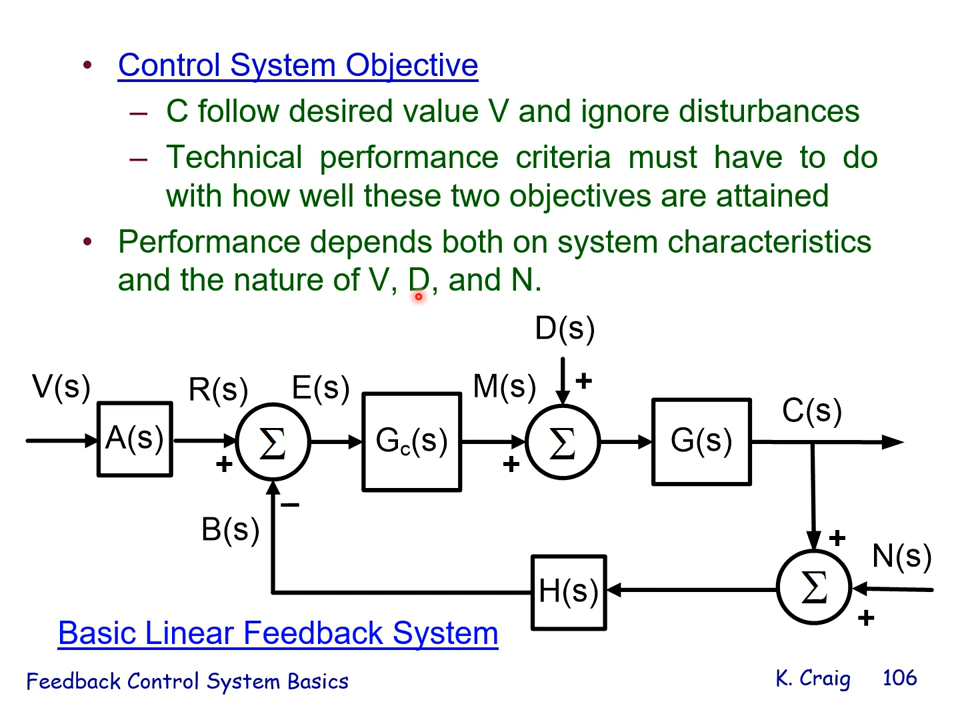 • Control System Objective
– C follow desired value V and ignore disturbances
– Technical performance criteria must have to do
with how well these two objectives are attained
• Performance depends both on system characteristics
and the nature of V, D, and N.
D(s)
V(s) R(s) E(s) M(s) + C(s)
A(s) Σ Gc(s) Σ G(s)
+ +
–
B(s) + N(s)
H(s) Σ
+
Basic Linear Feedback System
Feedback Control System Basics K. Craig 106